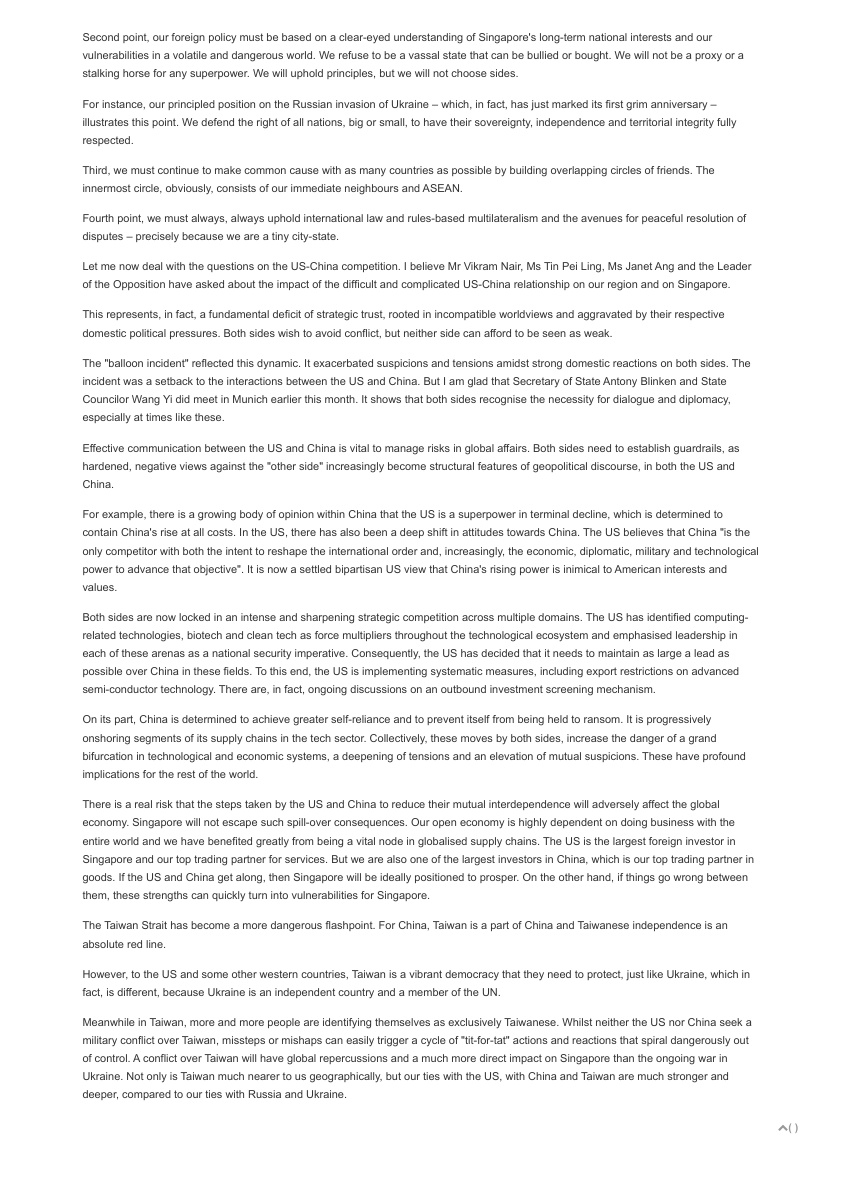 Second point, our foreign policy must be based on a clear-eyed understanding of Singapore's long-term national interests and our
vulnerabilities in a volatile and dangerous world. We refuse to be a vassal state that can be bullied or bought. We will not be a proxy or a
stalking horse for any superpower. We will uphold principles, but we will not choose sides.
For instance, our principled position on the Russian invasion of Ukraine – which, in fact, has just marked its first grim anniversary –
illustrates this point. We defend the right of all nations, big or small, to have their sovereignty, independence and territorial integrity fully
respected.
Third, we must continue to make common cause with as many countries as possible by building overlapping circles of friends. The
innermost circle, obviously, consists of our immediate neighbours and ASEAN.
Fourth point, we must always, always uphold international law and rules-based multilateralism and the avenues for peaceful resolution of
disputes – precisely because we are a tiny city-state.
Let me now deal with the questions on the US-China competition. I believe Mr Vikram Nair, Ms Tin Pei Ling, Ms Janet Ang and the Leader
of the Opposition have asked about the impact of the difficult and complicated US-China relationship on our region and on Singapore.
This represents, in fact, a fundamental deficit of strategic trust, rooted in incompatible worldviews and aggravated by their respective
domestic political pressures. Both sides wish to avoid conflict, but neither side can afford to be seen as weak.
The "balloon incident" reflected this dynamic. It exacerbated suspicions and tensions amidst strong domestic reactions on both sides. The
incident was a setback to the interactions between the US and China. But I am glad that Secretary of State Antony Blinken and State
Councilor Wang Yi did meet in Munich earlier this month. It shows that both sides recognise the necessity for dialogue and diplomacy,
especially at times like these.
Effective communication between the US and China is vital to manage risks in global affairs. Both sides need to establish guardrails, as
hardened, negative views against the "other side" increasingly become structural features of geopolitical discourse, in both the US and
China.
For example, there is a growing body of opinion within China that the US is a superpower in terminal decline, which is determined to
contain China's rise at all costs. In the US, there has also been a deep shift in attitudes towards China. The US believes that China "is the
only competitor with both the intent to reshape the international order and, increasingly, the economic, diplomatic, military and technological
power to advance that objective". It is now a settled bipartisan US view that China's rising power is inimical to American interests and
values.
Both sides are now locked in an intense and sharpening strategic competition across multiple domains. The US has identified computing-
related technologies, biotech and clean tech as force multipliers throughout the technological ecosystem and emphasised leadership in
each of these arenas as a national security imperative. Consequently, the US has decided that it needs to maintain as large a lead as
possible over China in these fields. To this end, the US is implementing systematic measures, including export restrictions on advanced
semi-conductor technology. There are, in fact, ongoing discussions on an outbound investment screening mechanism.
On its part, China is determined to achieve greater self-reliance and to prevent itself from being held to ransom. It is progressively
onshoring segments of its supply chains in the tech sector. Collectively, these moves by both sides, increase the danger of a grand
bifurcation in technological and economic systems, a deepening of tensions and an elevation of mutual suspicions. These have profound
implications for the rest of the world.
There is a real risk that the steps taken by the US and China to reduce their mutual interdependence will adversely affect the global
economy. Singapore will not escape such spill-over consequences. Our open economy is highly dependent on doing business with the
entire world and we have benefited greatly from being a vital node in globalised supply chains. The US is the largest foreign investor in
Singapore and our top trading partner for services. But we are also one of the largest investors in China, which is our top trading partner in
goods. If the US and China get along, then Singapore will be ideally positioned to prosper. On the other hand, if things go wrong between
them, these strengths can quickly turn into vulnerabilities for Singapore.
The Taiwan Strait has become a more dangerous flashpoint. For China, Taiwan is a part of China and Taiwanese independence is an
absolute red line.
However, to the US and some other western countries, Taiwan is a vibrant democracy that they need to protect, just like Ukraine, which in
fact, is different, because Ukraine is an independent country and a member of the UN.
Meanwhile in Taiwan, more and more people are identifying themselves as exclusively Taiwanese. Whilst neither the US nor China seek a
military conflict over Taiwan, missteps or mishaps can easily trigger a cycle of "tit-for-tat" actions and reactions that spiral dangerously out
of control. A conflict over Taiwan will have global repercussions and a much more direct impact on Singapore than the ongoing war in
Ukraine. Not only is Taiwan much nearer to us geographically, but our ties with the US, with China and Taiwan are much stronger and
deeper, compared to our ties with Russia and Ukraine.
( )